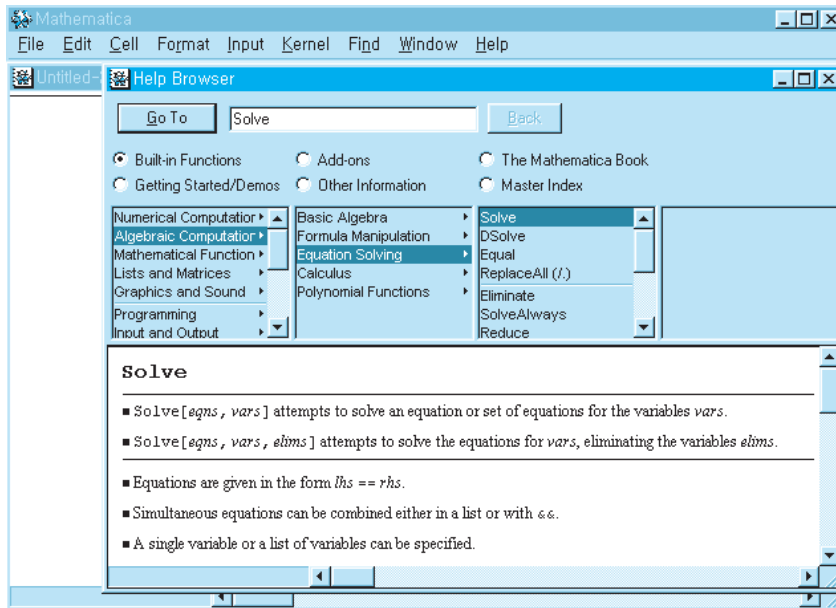 Mathematica
File Edit Cell Format Input Kernel Find Window Help
Untitled-
Help Browser
Go To Solve Back
Built-in Functions Add-ons The Mathematica Book
Getting Started/Demos Other Information Master Index
Numerical Computation Basic Algebra Solve
Algebraic Computation Formula Manipulation DSolve
Mathematical Function Equation Solving Equal
Lists and Matrices Calculus ReplaceAll (/.)
Graphics and Sound Polynomial Functions Eliminate
Programming SolveAlways
Input and Output Reduce
Solve
■ Solve[eqns, vars] attempts to solve an equation or set of equations for the variables vars.
■ Solve[eqns, vars, elims] attempts to solve the equations for vars, eliminating the variables elims.
■ Equations are given in the form lhs == rhs.
■ Simultaneous equations can be combined either in a list or with &&.
■ A single variable or a list of variables can be specified.